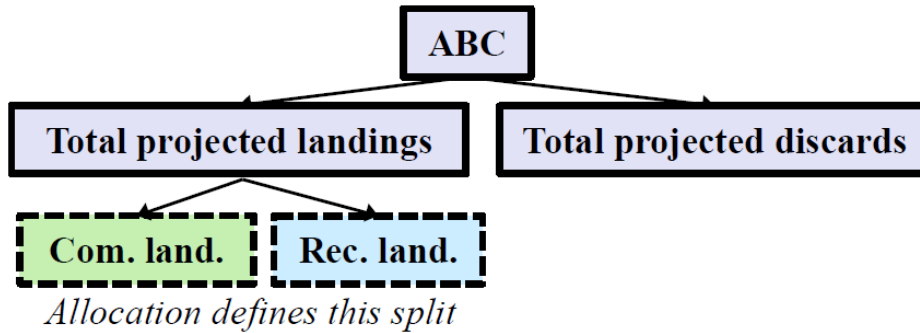 ABC
Total projected landings
Total projected discards
Com. land.
Rec. land.
Allocation defines this split